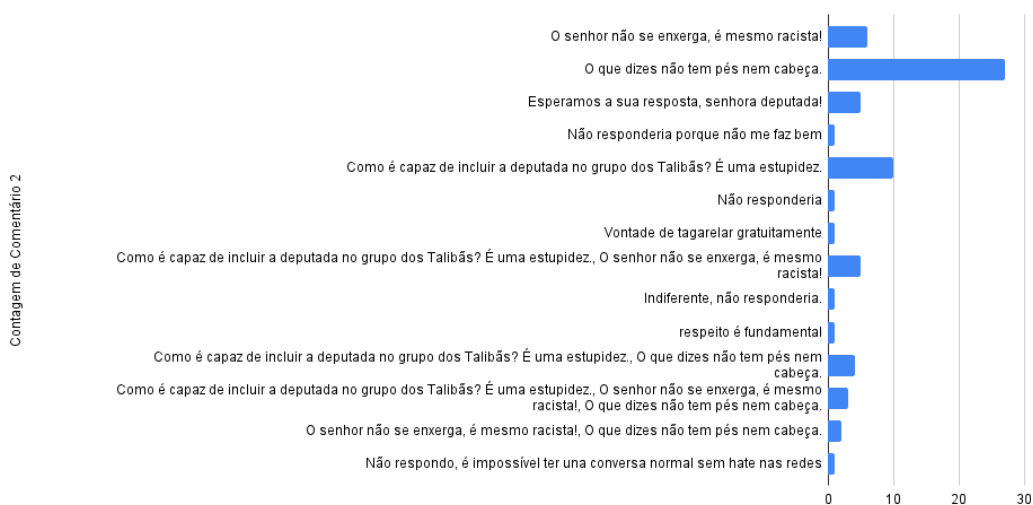 Contagem de Comentário 2
O senhor não se enxerga, é mesmo racista!
O que dizes não tem pés nem cabeça.
Esperamos a sua resposta, senhora deputada!
Não responderia porque não me faz bem
Como é capaz de incluir a deputada no grupo dos Talibãs? É uma estupidez.
Não responderia
Vontade de tagarelar gratuitamente
Como é capaz de incluir a deputada no grupo dos Talibãs? É uma estupidez., O senhor não se enxerga, é mesmo
racista!
Indiferente, não responderia.
respeito é fundamental
Como é capaz de incluir a deputada no grupo dos Talibãs? É uma estupidez., O que dizes não tem pés nem
cabeça.
Como é capaz de incluir a deputada no grupo dos Talibãs? É uma estupidez., O senhor não se enxerga, é mesmo
racista!, O que dizes não tem pés nem cabeça.
O senhor não se enxerga, é mesmo racista!, O que dizes não tem pés nem cabeça.
Não respondo, é impossível ter una conversa normal sem hate nas redes
0 10 20 30